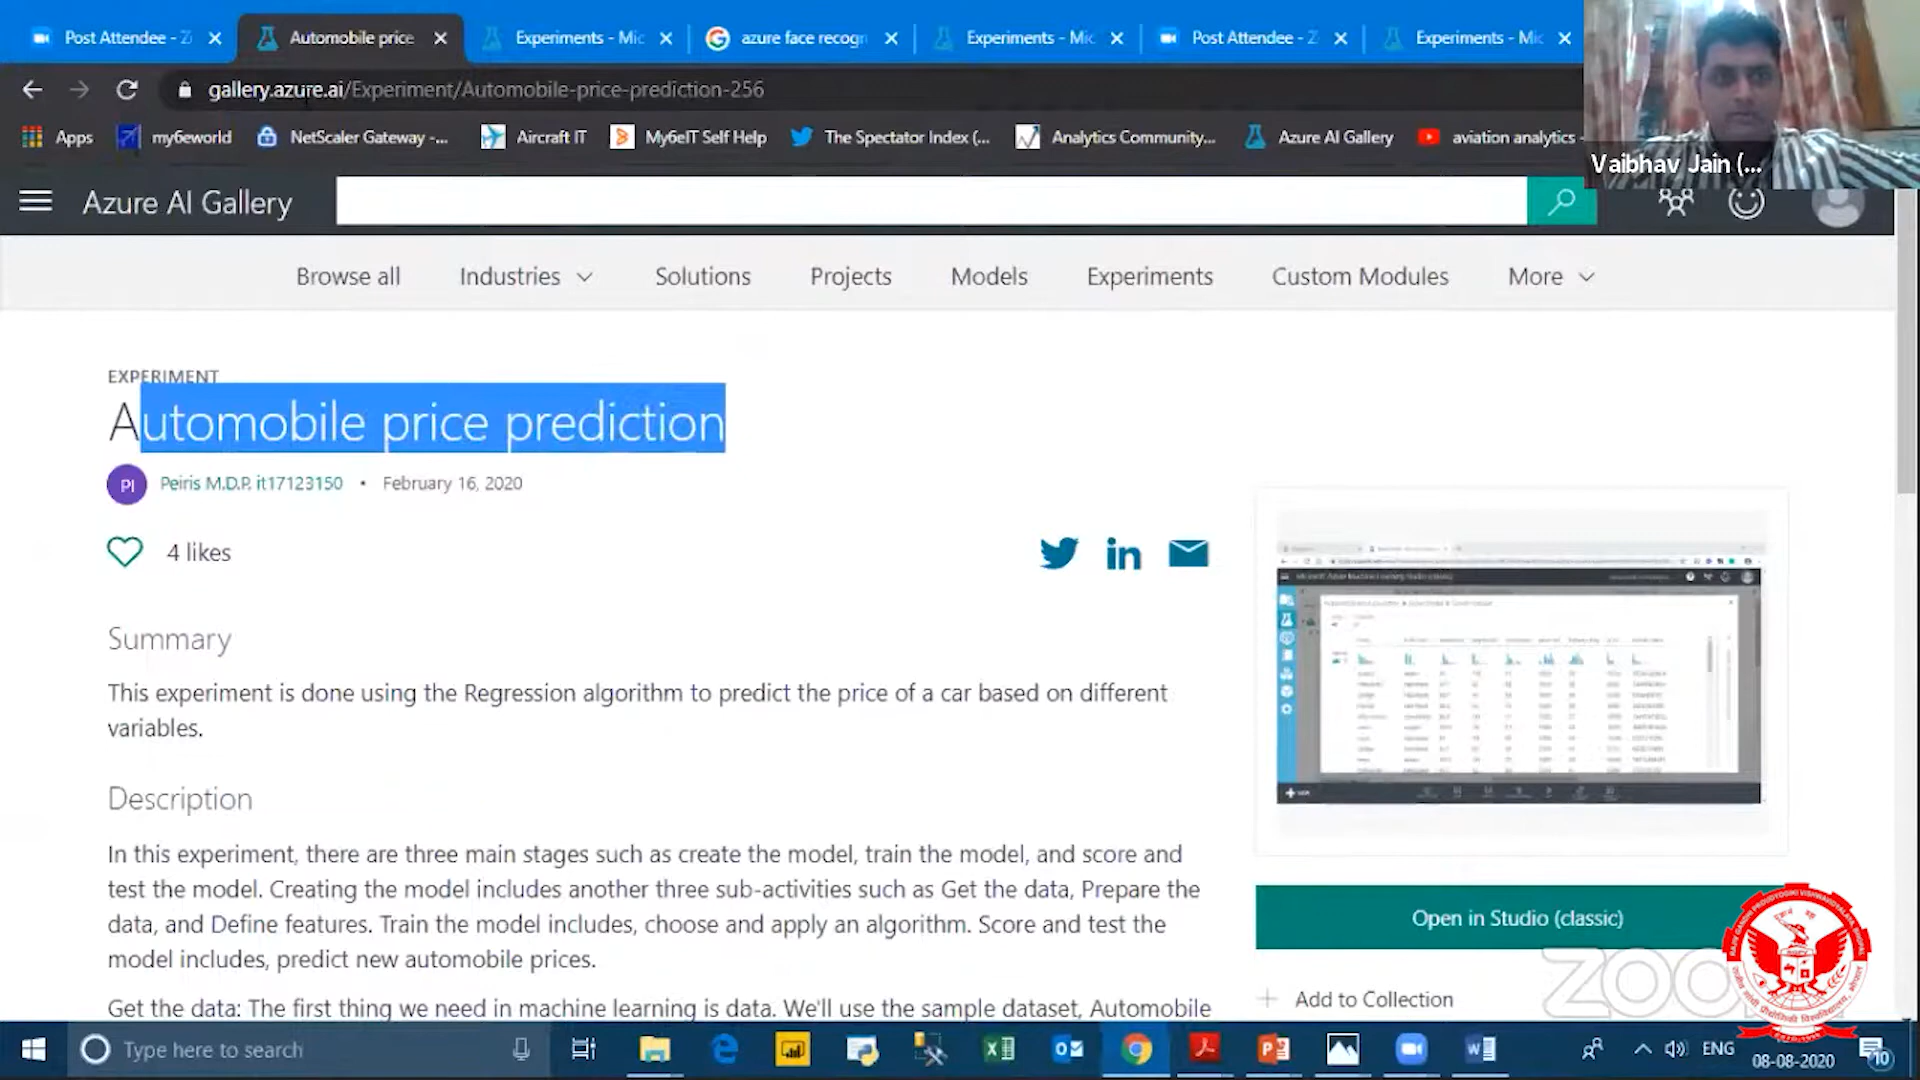 Post Attendee - Z
Automobile price
Experiments - Mic
azure face recogn
Experiments - Mic
Post Attendee - Z
Experiments - Mic
gallery.azure.ai/Experiment/Automobile-price-prediction-256
Apps
my6eworld
NetScaler Gateway -...
Aircraft IT
My6eIT Self Help
The Spectator Index (...
Analytics Community...
Azure AI Gallery
aviation analytics -
Vaibhav Jain (...
Azure AI Gallery
Browse all
Industries
Solutions
Projects
Models
Experiments
Custom Modules
More
EXPERIMENT
Automobile price prediction
PI
Peiris M.D.P. it17123150 • February 16, 2020
4 likes
Summary
This experiment is done using the Regression algorithm to predict the price of a car based on different
variables.
Description
In this experiment, there are three main stages such as create the model, train the model, and score and
test the model. Creating the model includes another three sub-activities such as Get the data, Prepare the
data, and Define features. Train the model includes, choose and apply an algorithm. Score and test the
model includes, predict new automobile prices.
Get the data: The first thing we need in machine learning is data. We'll use the sample dataset, Automobile
Open in Studio (classic)
Add to Collection
Type here to search
ENG
08-08-2020
10